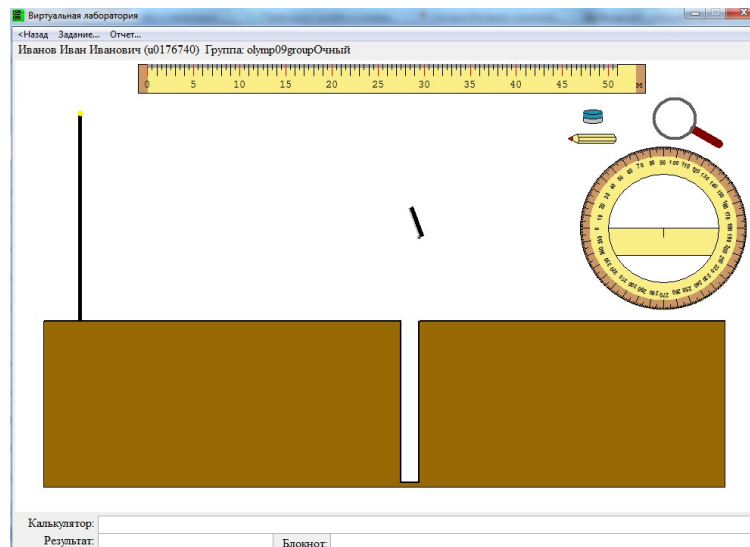 Виртуальная лаборатория
<Назад Задание... Отчет...
Иванов Иван Иванович (u0176740) Группа: olymp09groupОчный
0 5 10 15 20 25 30 35 40 45 50 м
Калькулятор:
Результат: Блокнот: